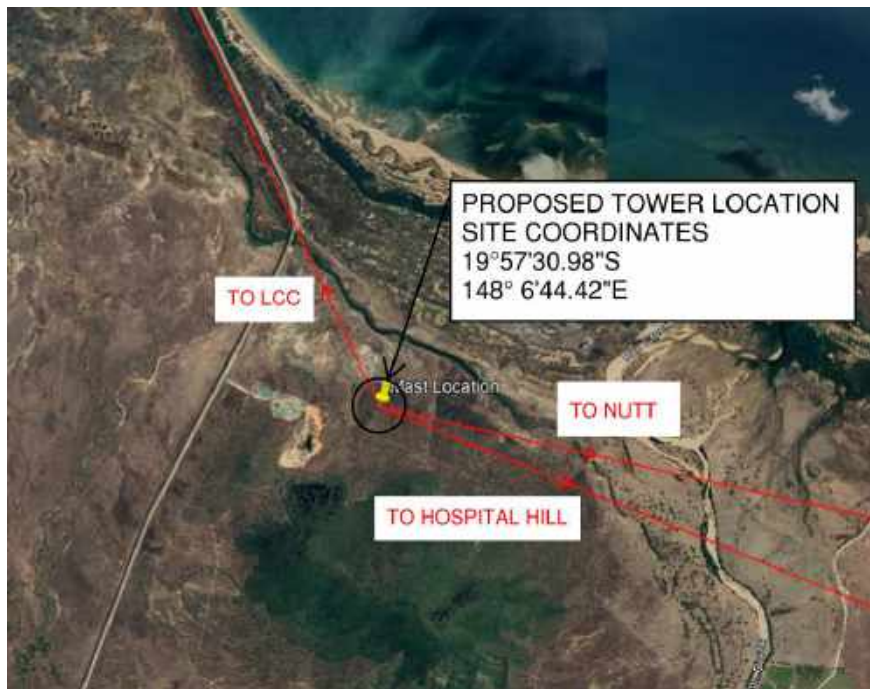 PROPOSED TOWER LOCATION
SITE COORDINATES
19°57'30.98"S
148° 6'44.42"E
TO LCC
Mast Location
TO NUTT
TO HOSPITAL HILL